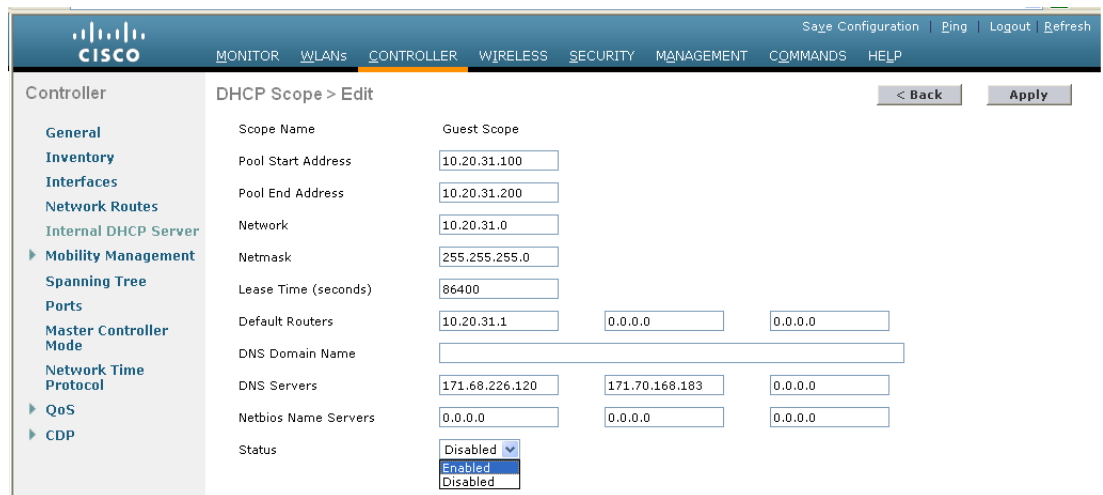 Save Configuration | Ping | Logout | Refresh
CISCO
MONITOR WLANs CONTROLLER WIRELESS SECURITY MANAGEMENT COMMANDS HELP
Controller
General
Inventory
Interfaces
Network Routes
Internal DHCP Server
Mobility Management
Spanning Tree
Ports
Master Controller
Mode
Network Time
Protocol
QoS
CDP
DHCP Scope > Edit
< Back Apply
Scope Name Guest Scope
Pool Start Address 10.20.31.100
Pool End Address 10.20.31.200
Network 10.20.31.0
Netmask 255.255.255.0
Lease Time (seconds) 86400
Default Routers 10.20.31.1 0.0.0.0 0.0.0.0
DNS Domain Name
DNS Servers 171.68.226.120 171.70.168.183 0.0.0.0
Netbios Name Servers 0.0.0.0 0.0.0.0 0.0.0.0
Status Disabled
Enabled
Disabled